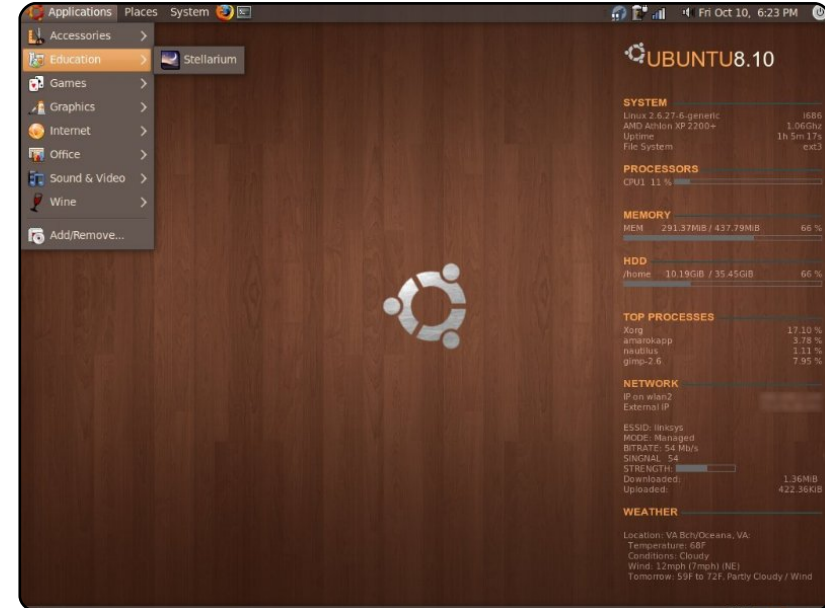 Applications Places System Fri Oct 10, 6:23 PM
Accessories
Education Stellarium
Games
Graphics
Internet
Office
Sound & Video
Wine
Add/Remove...
UBUNTU8.10
SYSTEM
Linux 2.6.27-6-generic i686
AMD Athlon XP 2200+ 1.06Ghz
Uptime 1h 5m 17s
File System ext3
PROCESSORS
CPU1 11 %
MEMORY
MEM 291.37MiB / 437.79MiB 66 %
HDD
/home 10.19GiB / 35.45GiB 66 %
TOP PROCESSES
Xorg 17.10 %
amarokapp 3.78 %
nautilus 1.11 %
gimp-2.6 7.95 %
NETWORK
IP on wlan2
External IP
ESSID: linksys
MODE: Managed
BITRATE: 54 Mb/s
SINGNAL 54
STRENGTH:
Downloaded: 1.36MiB
Uploaded: 422.36KiB
WEATHER
Location: VA Bch/Oceana, VA:
Temperature: 68F
Conditions: Cloudy
Wind: 12mph (7mph) (NE)
Tomorrow: 59F to 72F, Partly Cloudy / Wind